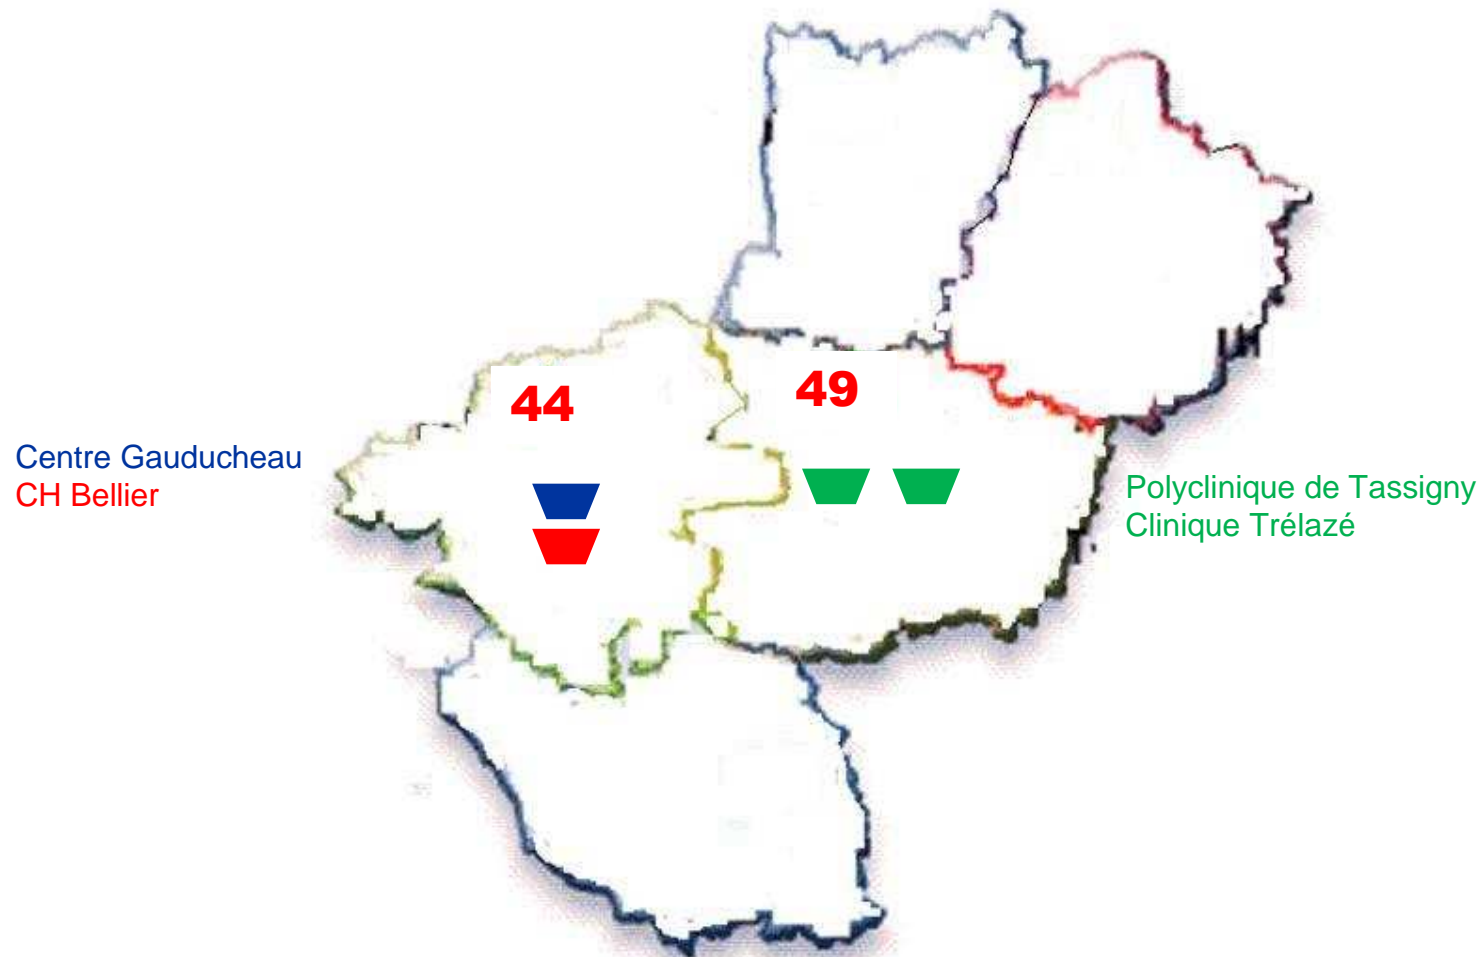 44
49
Centre Gauducheau
CH Bellier
Polyclinique de Tassigny
Clinique Trélazé